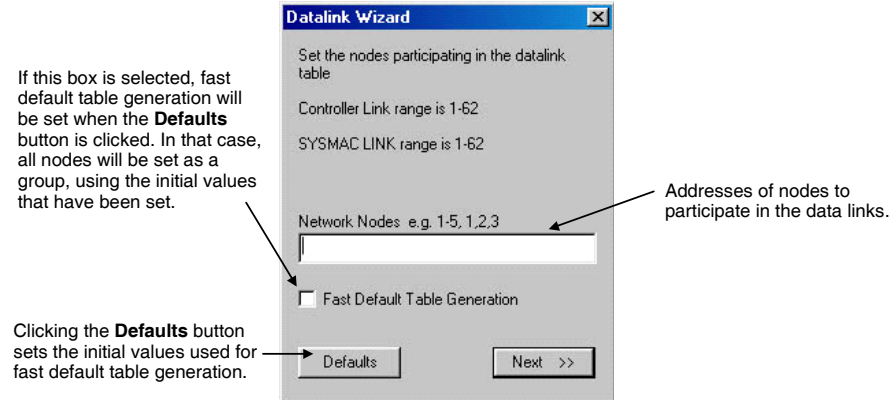 Datalink Wizard
Set the nodes participating in the datalink
table
Controller Link range is 1-62
SYSMAC LINK range is 1-62
Network Nodes e.g. 1-5, 1,2,3
Fast Default Table Generation
Defaults
Next >>
If this box is selected, fast
default table generation will
be set when the Defaults
button is clicked. In that case,
all nodes will be set as a
group, using the initial values
that have been set.
Clicking the Defaults button
sets the initial values used for
fast default table generation.
Addresses of nodes to
participate in the data links.